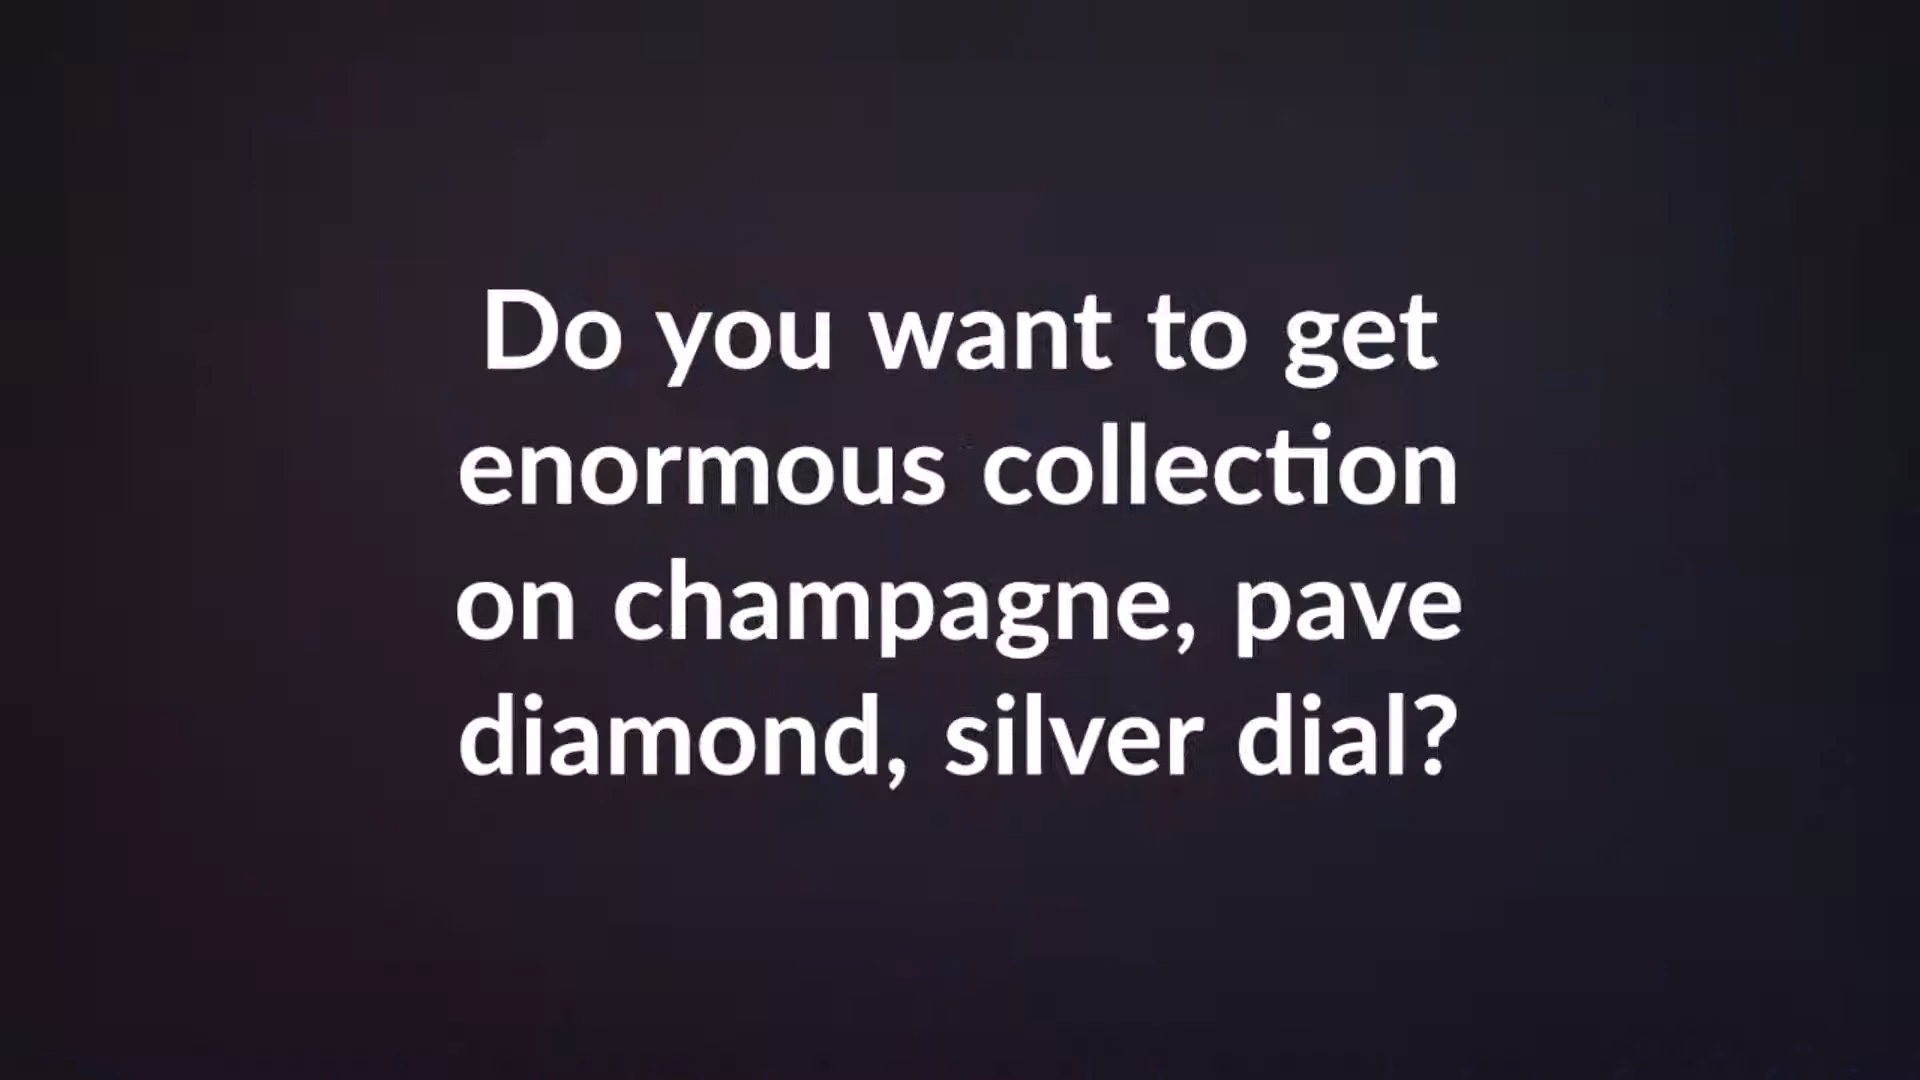 Do you want to get
enormous collection
on champagne, pave
diamond, silver dial?